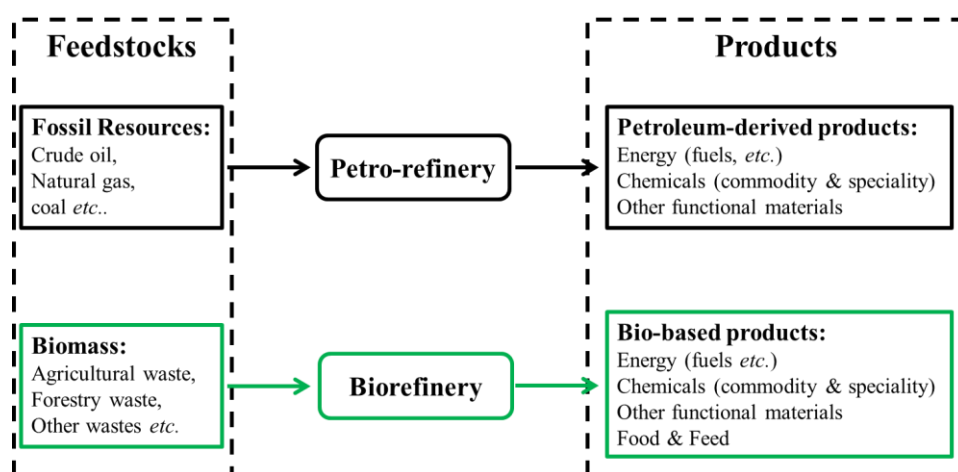 Feedstocks
Products
Fossil Resources:
Crude oil,
Natural gas,
coal etc..
Petro-refinery
Petroleum-derived products:
Energy (fuels, etc.)
Chemicals (commodity & speciality)
Other functional materials
Biomass:
Agricultural waste,
Forestry waste,
Other wastes etc.
Biorefinery
Bio-based products:
Energy (fuels etc.)
Chemicals (commodity & speciality)
Other functional materials
Food & Feed